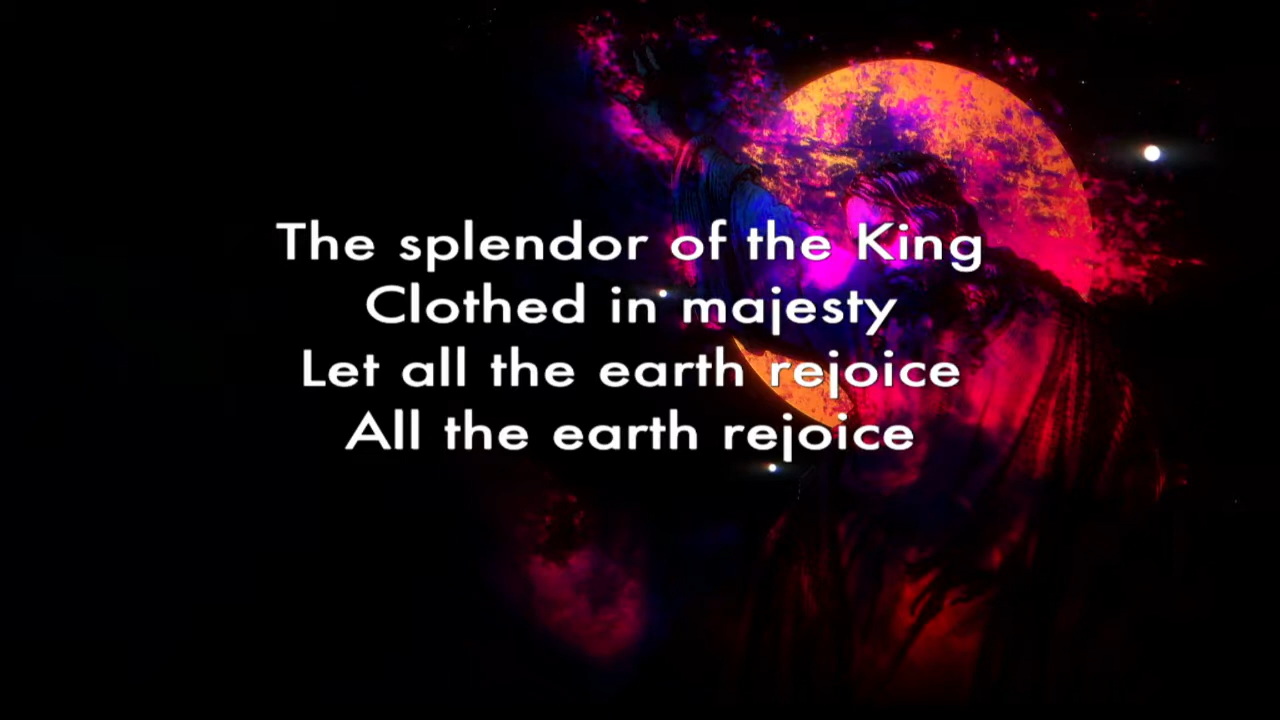 The splendor of the King
Clothed in majesty
Let all the earth rejoice
All the earth rejoice